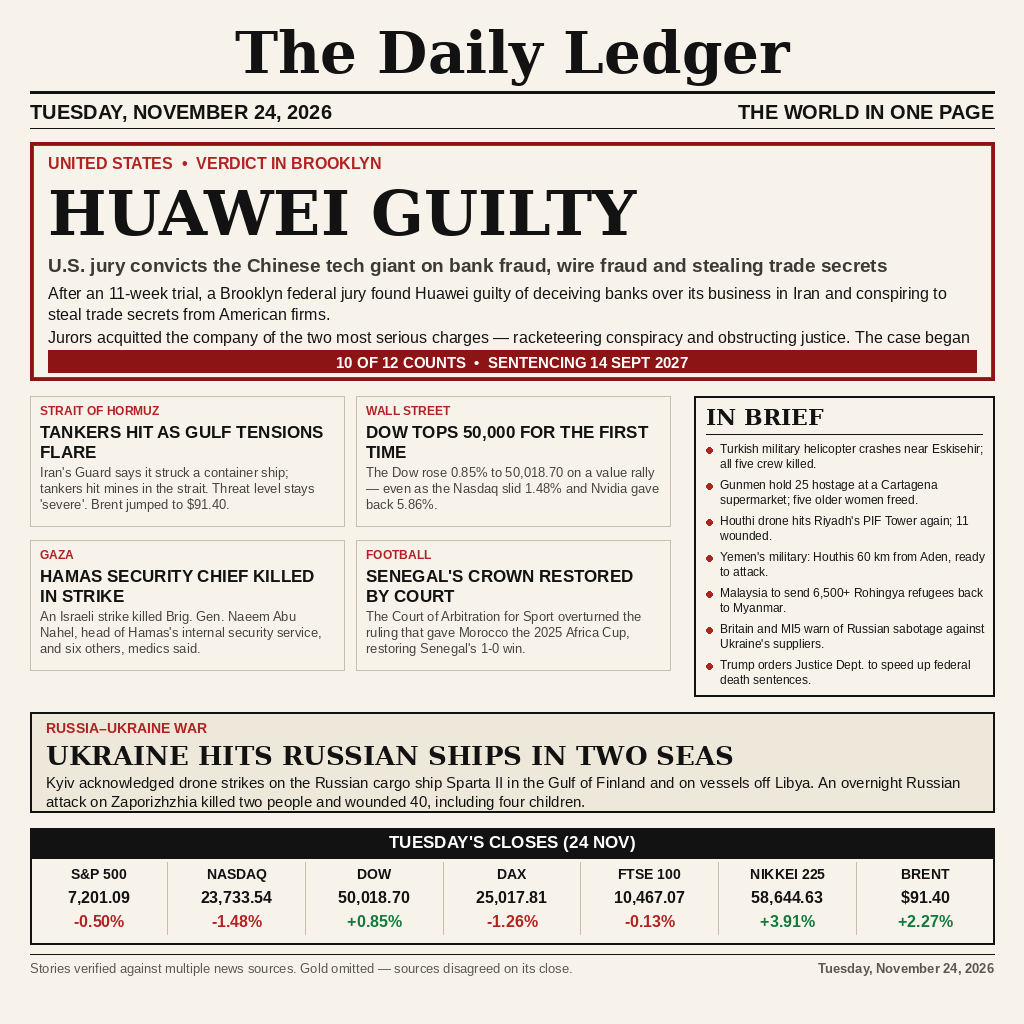 The Daily Ledger
TUESDAY, NOVEMBER 24, 2026
THE WORLD IN ONE PAGE
UNITED STATES • VERDICT IN BROOKLYN
HUAWEI GUILTY
U.S. jury convicts the Chinese tech giant on bank fraud, wire fraud and stealing trade secrets
After an 11-week trial, a Brooklyn federal jury found Huawei guilty of deceiving banks over its business in Iran and conspiring to
steal trade secrets from American firms.
Jurors acquitted the company of the two most serious charges — racketeering conspiracy and obstructing justice. The case began
10 OF 12 COUNTS • SENTENCING 14 SEPT 2027
STRAIT OF HORMUZ
TANKERS HIT AS GULF TENSIONS
FLARE
Iran's Guard says it struck a container ship;
tankers hit mines in the strait. Threat level stays
'severe'. Brent jumped to $91.40.
WALL STREET
DOW TOPS 50,000 FOR THE FIRST
TIME
The Dow rose 0.85% to 50,018.70 on a value rally
— even as the Nasdaq slid 1.48% and Nvidia gave
back 5.86%.
GAZA
HAMAS SECURITY CHIEF KILLED
IN STRIKE
An Israeli strike killed Brig. Gen. Naeem Abu
Nahel, head of Hamas's internal security service,
and six others, medics said.
FOOTBALL
SENEGAL'S CROWN RESTORED
BY COURT
The Court of Arbitration for Sport overturned the
ruling that gave Morocco the 2025 Africa Cup,
restoring Senegal's 1-0 win.
IN BRIEF
Turkish military helicopter crashes near Eskisehir;
all five crew killed.
Gunmen hold 25 hostage at a Cartagena
supermarket; five older women freed.
Houthi drone hits Riyadh's PIF Tower again; 11
wounded.
Yemen's military: Houthis 60 km from Aden, ready
to attack.
Malaysia to send 6,500+ Rohingya refugees back
to Myanmar.
Britain and MI5 warn of Russian sabotage against
Ukraine's suppliers.
Trump orders Justice Dept. to speed up federal
death sentences.
RUSSIA–UKRAINE WAR
UKRAINE HITS RUSSIAN SHIPS IN TWO SEAS
Kyiv acknowledged drone strikes on the Russian cargo ship Sparta II in the Gulf of Finland and on vessels off Libya. An overnight Russian
attack on Zaporizhzhia killed two people and wounded 40, including four children.
TUESDAY'S CLOSES (24 NOV)
S&P 500 NASDAQ DOW DAX FTSE 100 NIKKEI 225 BRENT
7,201.09 23,733.54 50,018.70 25,017.81 10,467.07 58,644.63 $91.40
-0.50% -1.48% +0.85% -1.26% -0.13% +3.91% +2.27%
Stories verified against multiple news sources. Gold omitted — sources disagreed on its close.
Tuesday, November 24, 2026